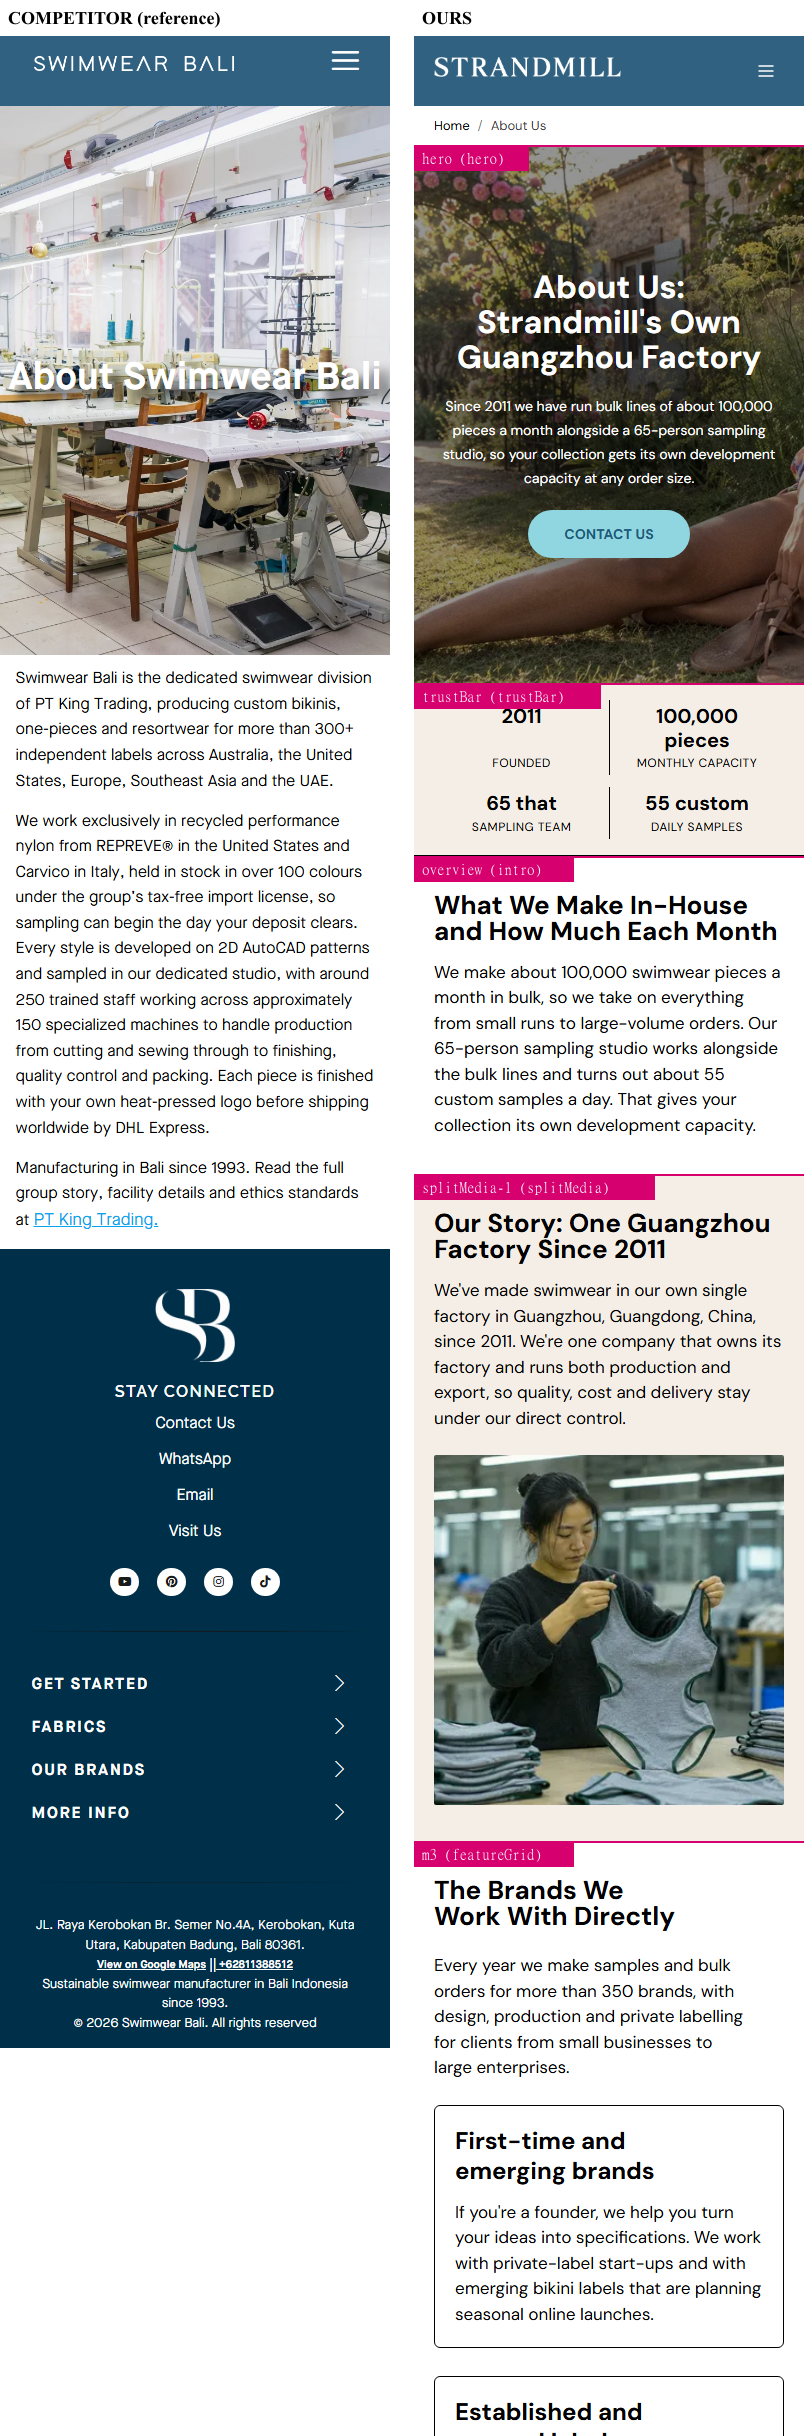 COMPETITOR (reference)
SWIMWEAR BALI
About Swimwear Bali
Swimwear Bali is the dedicated swimwear division
of PT King Trading, producing custom bikinis,
one-pieces and resortwear for more than 300+
independent labels across Australia, the United
States, Europe, Southeast Asia and the UAE.
We work exclusively in recycled performance
nylon from REPREVE® in the United States and
Carvico in Italy, held in stock in over 100 colours
under the group's tax-free import license, so
sampling can begin the day your deposit clears.
Every style is developed on 2D AutoCAD patterns
and sampled in our dedicated studio, with around
250 trained staff working across approximately
150 specialized machines to handle production
from cutting and sewing through to finishing,
quality control and packing. Each piece is finished
with your own heat-pressed logo before shipping
worldwide by DHL Express.
Manufacturing in Bali since 1993. Read the full
group story, facility details and ethics standards
at PT King Trading.
SB
STAY CONNECTED
Contact Us
WhatsApp
Email
Visit Us
GET STARTED
FABRICS
OUR BRANDS
MORE INFO
JL. Raya Kerobokan Br. Semer No.4A, Kerobokan, Kuta
Utara, Kabupaten Badung, Bali 80361.
View on Google Maps || +62811388512
Sustainable swimwear manufacturer in Bali Indonesia
since 1993.
© 2026 Swimwear Bali. All rights reserved
OURS
STRANDMILL
Home / About Us
hero (hero)
About Us:
Strandmill's Own
Guangzhou Factory
Since 2011 we have run bulk lines of about 100,000
pieces a month alongside a 65-person sampling
studio, so your collection gets its own development
capacity at any order size.
CONTACT US
trustBar (trustBar)
2011
FOUNDED
100,000
pieces
MONTHLY CAPACITY
65 that
SAMPLING TEAM
55 custom
DAILY SAMPLES
overview (intro)
What We Make In-House
and How Much Each Month
We make about 100,000 swimwear pieces a
month in bulk, so we take on everything
from small runs to large-volume orders. Our
65-person sampling studio works alongside
the bulk lines and turns out about 55
custom samples a day. That gives your
collection its own development capacity.
splitMedia-1 (splitMedia)
Our Story: One Guangzhou
Factory Since 2011
We've made swimwear in our own single
factory in Guangzhou, Guangdong, China,
since 2011. We're one company that owns its
factory and runs both production and
export, so quality, cost and delivery stay
under our direct control.
m3 (featureGrid)
The Brands We
Work With Directly
Every year we make samples and bulk
orders for more than 350 brands, with
design, production and private labelling
for clients from small businesses to
large enterprises.
First-time and
emerging brands
If you're a founder, we help you turn
your ideas into specifications. We work
with private-label start-ups and with
emerging bikini labels that are planning
seasonal online launches.
Established and